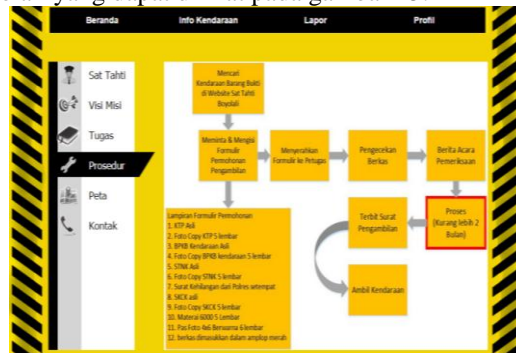 yang dapat di
pada ga
Beranda
Info Kendaraan
Lapor
Profil
Sat Tahti
Visi Misi
Tugas
Prosedur
Peta
Kontak
Mencari
Kendaraan Barang Bukti
di Website Sat Tahti
Boyolali
Meminta & Mengisi
Formulir
Permohonan
Pengambilan
Menyerahkan
Formulir ke Petugas
Pengecekan
Berkas
Berita Acara
Pemeriksaan
Proses
(Kurang lebih 2
Bulan)
Terbit Surat
Pengambilan
Ambil Kendaraan
Lampiran Formulir Permohonan
1. KTP Asli
2. Foto Copy KTP 5 lembar
3. BPKB Kendaraan Asli
4. Foto Copy BPKB kendaraan 5 lembar
5. STNK Asli
6. Foto Copy STNK 5 lembar
7. Surat Kehilangan dari Polres setempat
8. SKCK asli
9. Foto Copy SKCK 5 lembar
10. Materai 6000 5 Lembar
11. Pas Foto 4x6 Berwarna 6 lembar
12. berkas dimasukkan dalam amplop merah